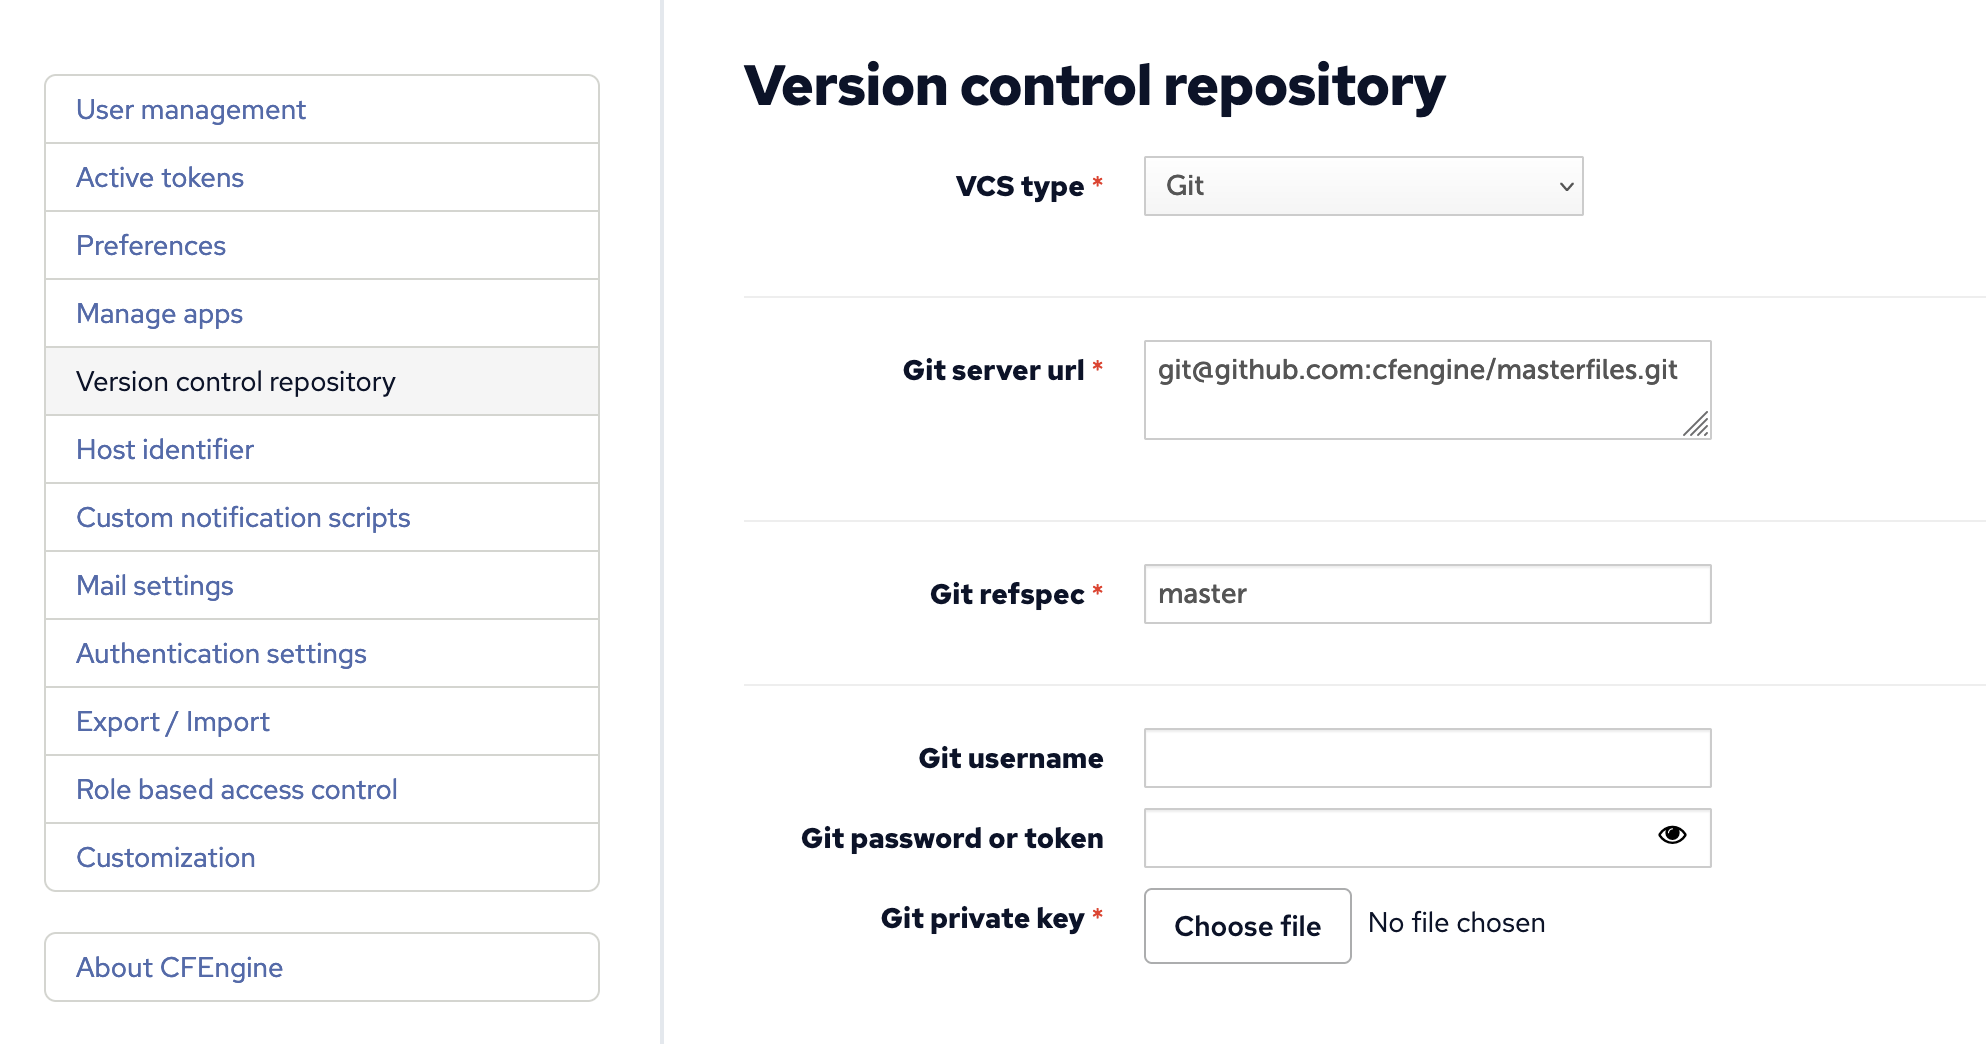 User management
Active tokens
Preferences
Manage apps
Version control repository
Host identifier
Custom notification scripts
Mail settings
Authentication settings
Export / Import
Role based access control
Customization
About CFEngine
Version control repository
VCS type * Git
Git server url * git@github.com:cfengine/masterfiles.git
Git refspec * master
Git username
Git password or token
Git private key * Choose file No file chosen